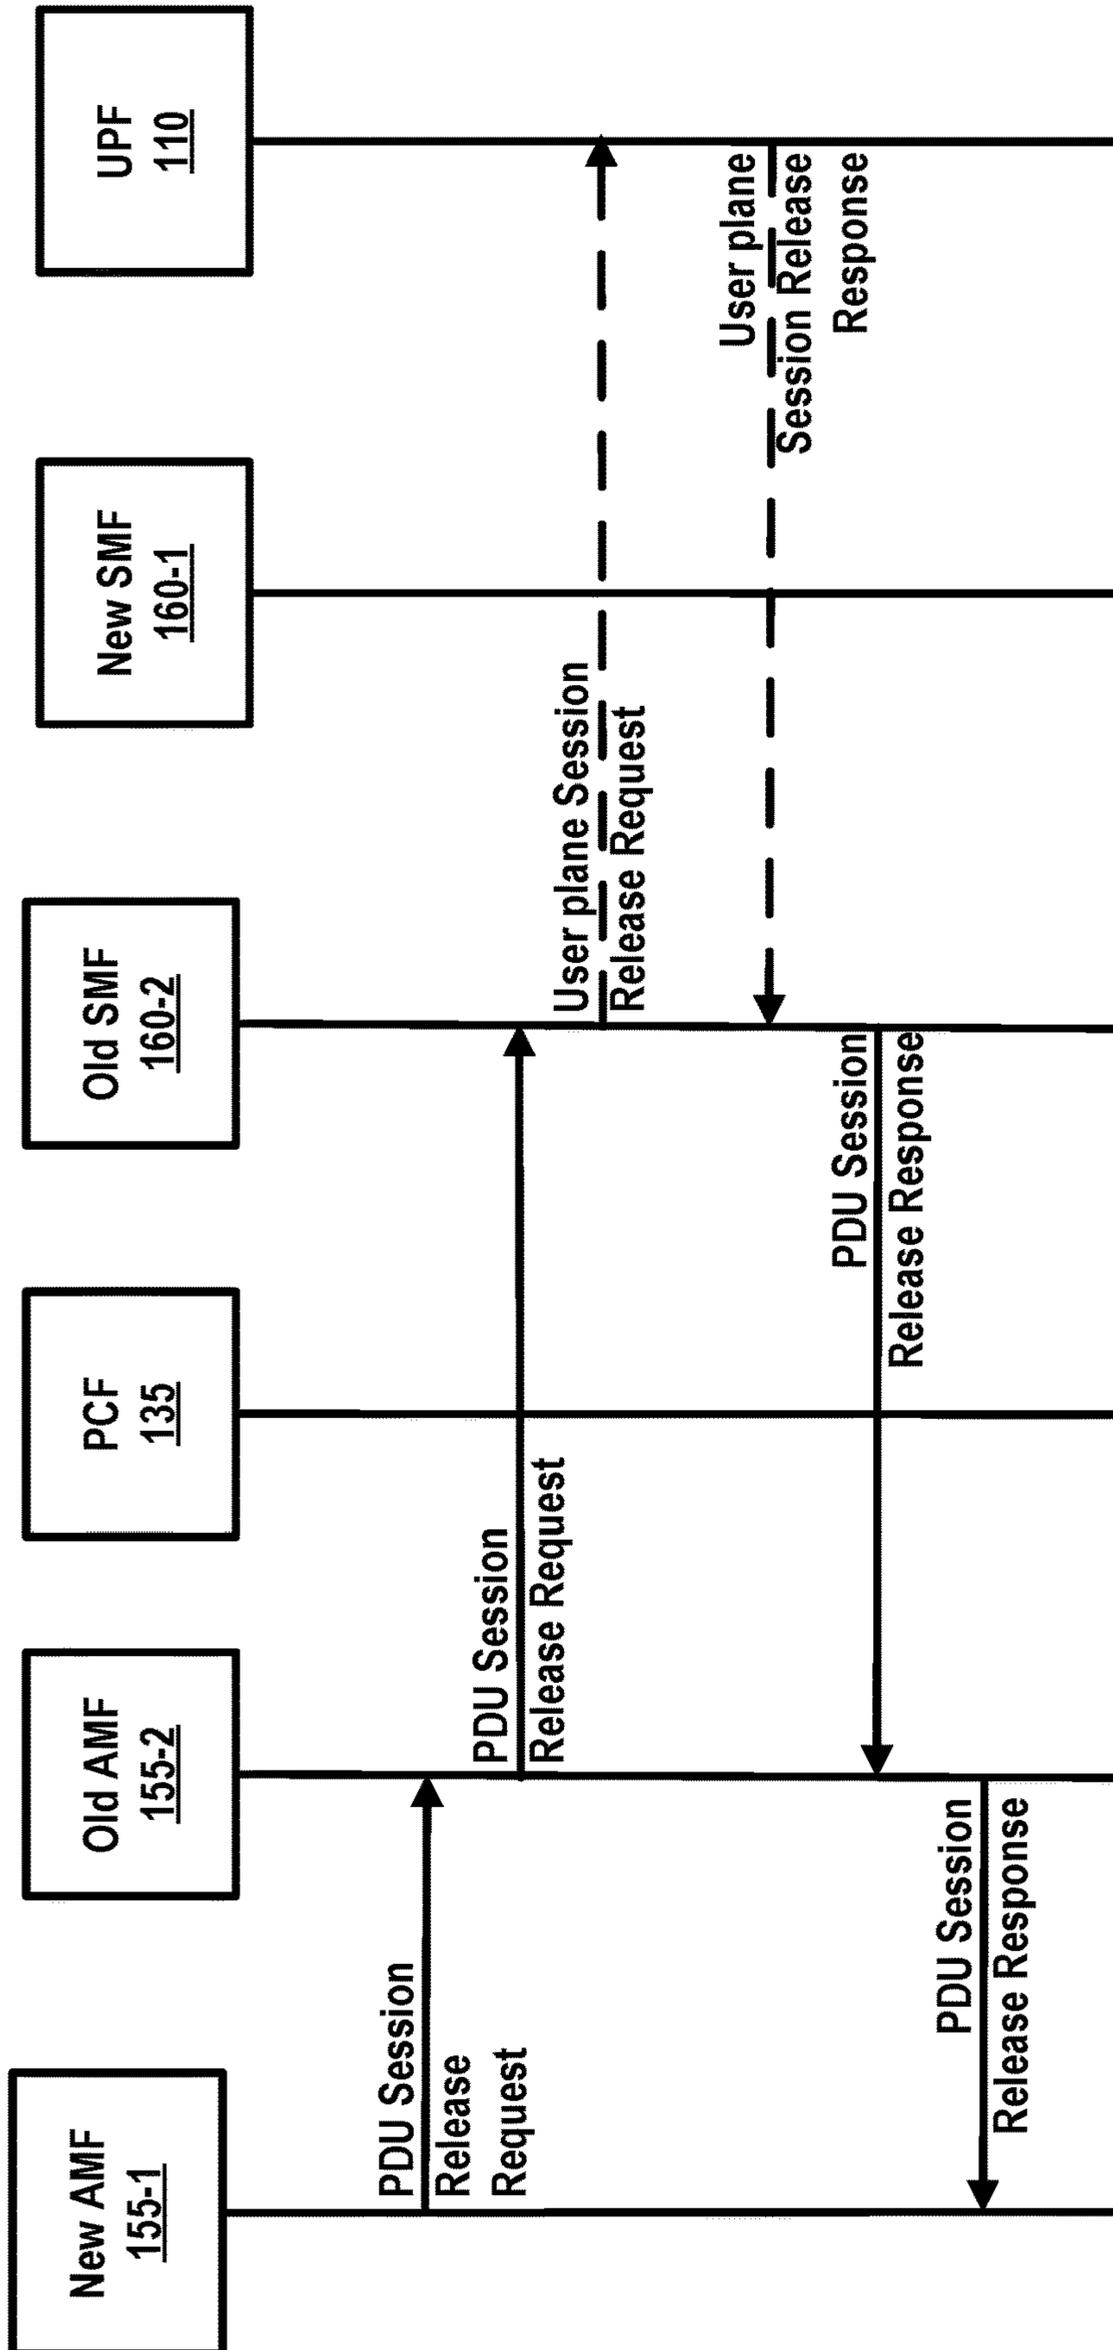 New AMF
155-1
Old AMF
155-2
PCF
135
Old SMF
160-2
New SMF
160-1
UPF
110
PDU Session
Release
Request
PDU Session
Release Request
User plane Session
Release Request
User plane
Session Release
Response
PDU Session
Release Response
PDU Session
Release Response